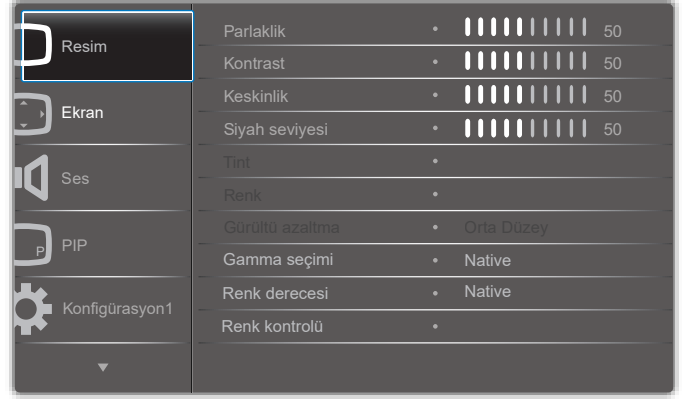 Resim
Ekran
Ses
P
PIP
Konfigürasyon1
Parlaklik 50
Kontrast 50
Keskinlik 50
Siyah seviyesi 50
Tint
Renk
Gürültü azaltma Orta Düzey
Gamma seçimi Native
Renk derecesi Native
Renk kontrolü